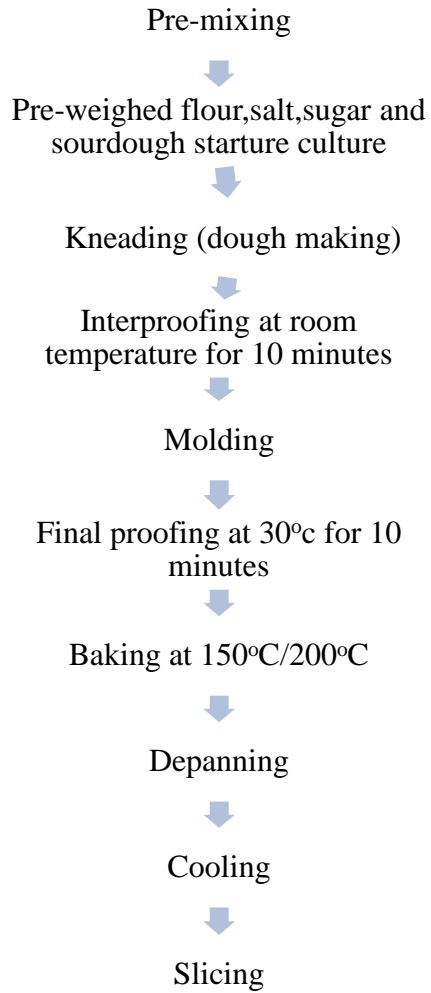 Pre-mixing
Pre-weighed flour,salt,sugar and
sourdough starture culture
Kneading (dough making)
Interproofing at room
temperature for 10 minutes
Molding
Final proofing at 30ºc for 10
minutes
Baking at 150ºC/200ºC
Depanning
Cooling
Slicing